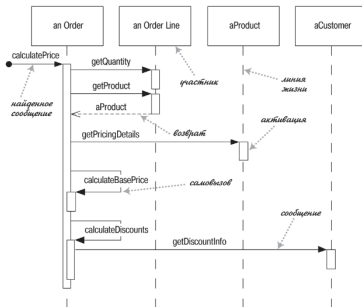 an Order
an Order Line
aProduct
aCustomer
calculatePrice
getQuantity
getProduct
участник
линия
жизни
найденное
сообщение
aProduct
возврат
активация
getPricingDetails
calculateBasePrice
самовызов
calculateDiscounts
сообщение
getDiscountInfo